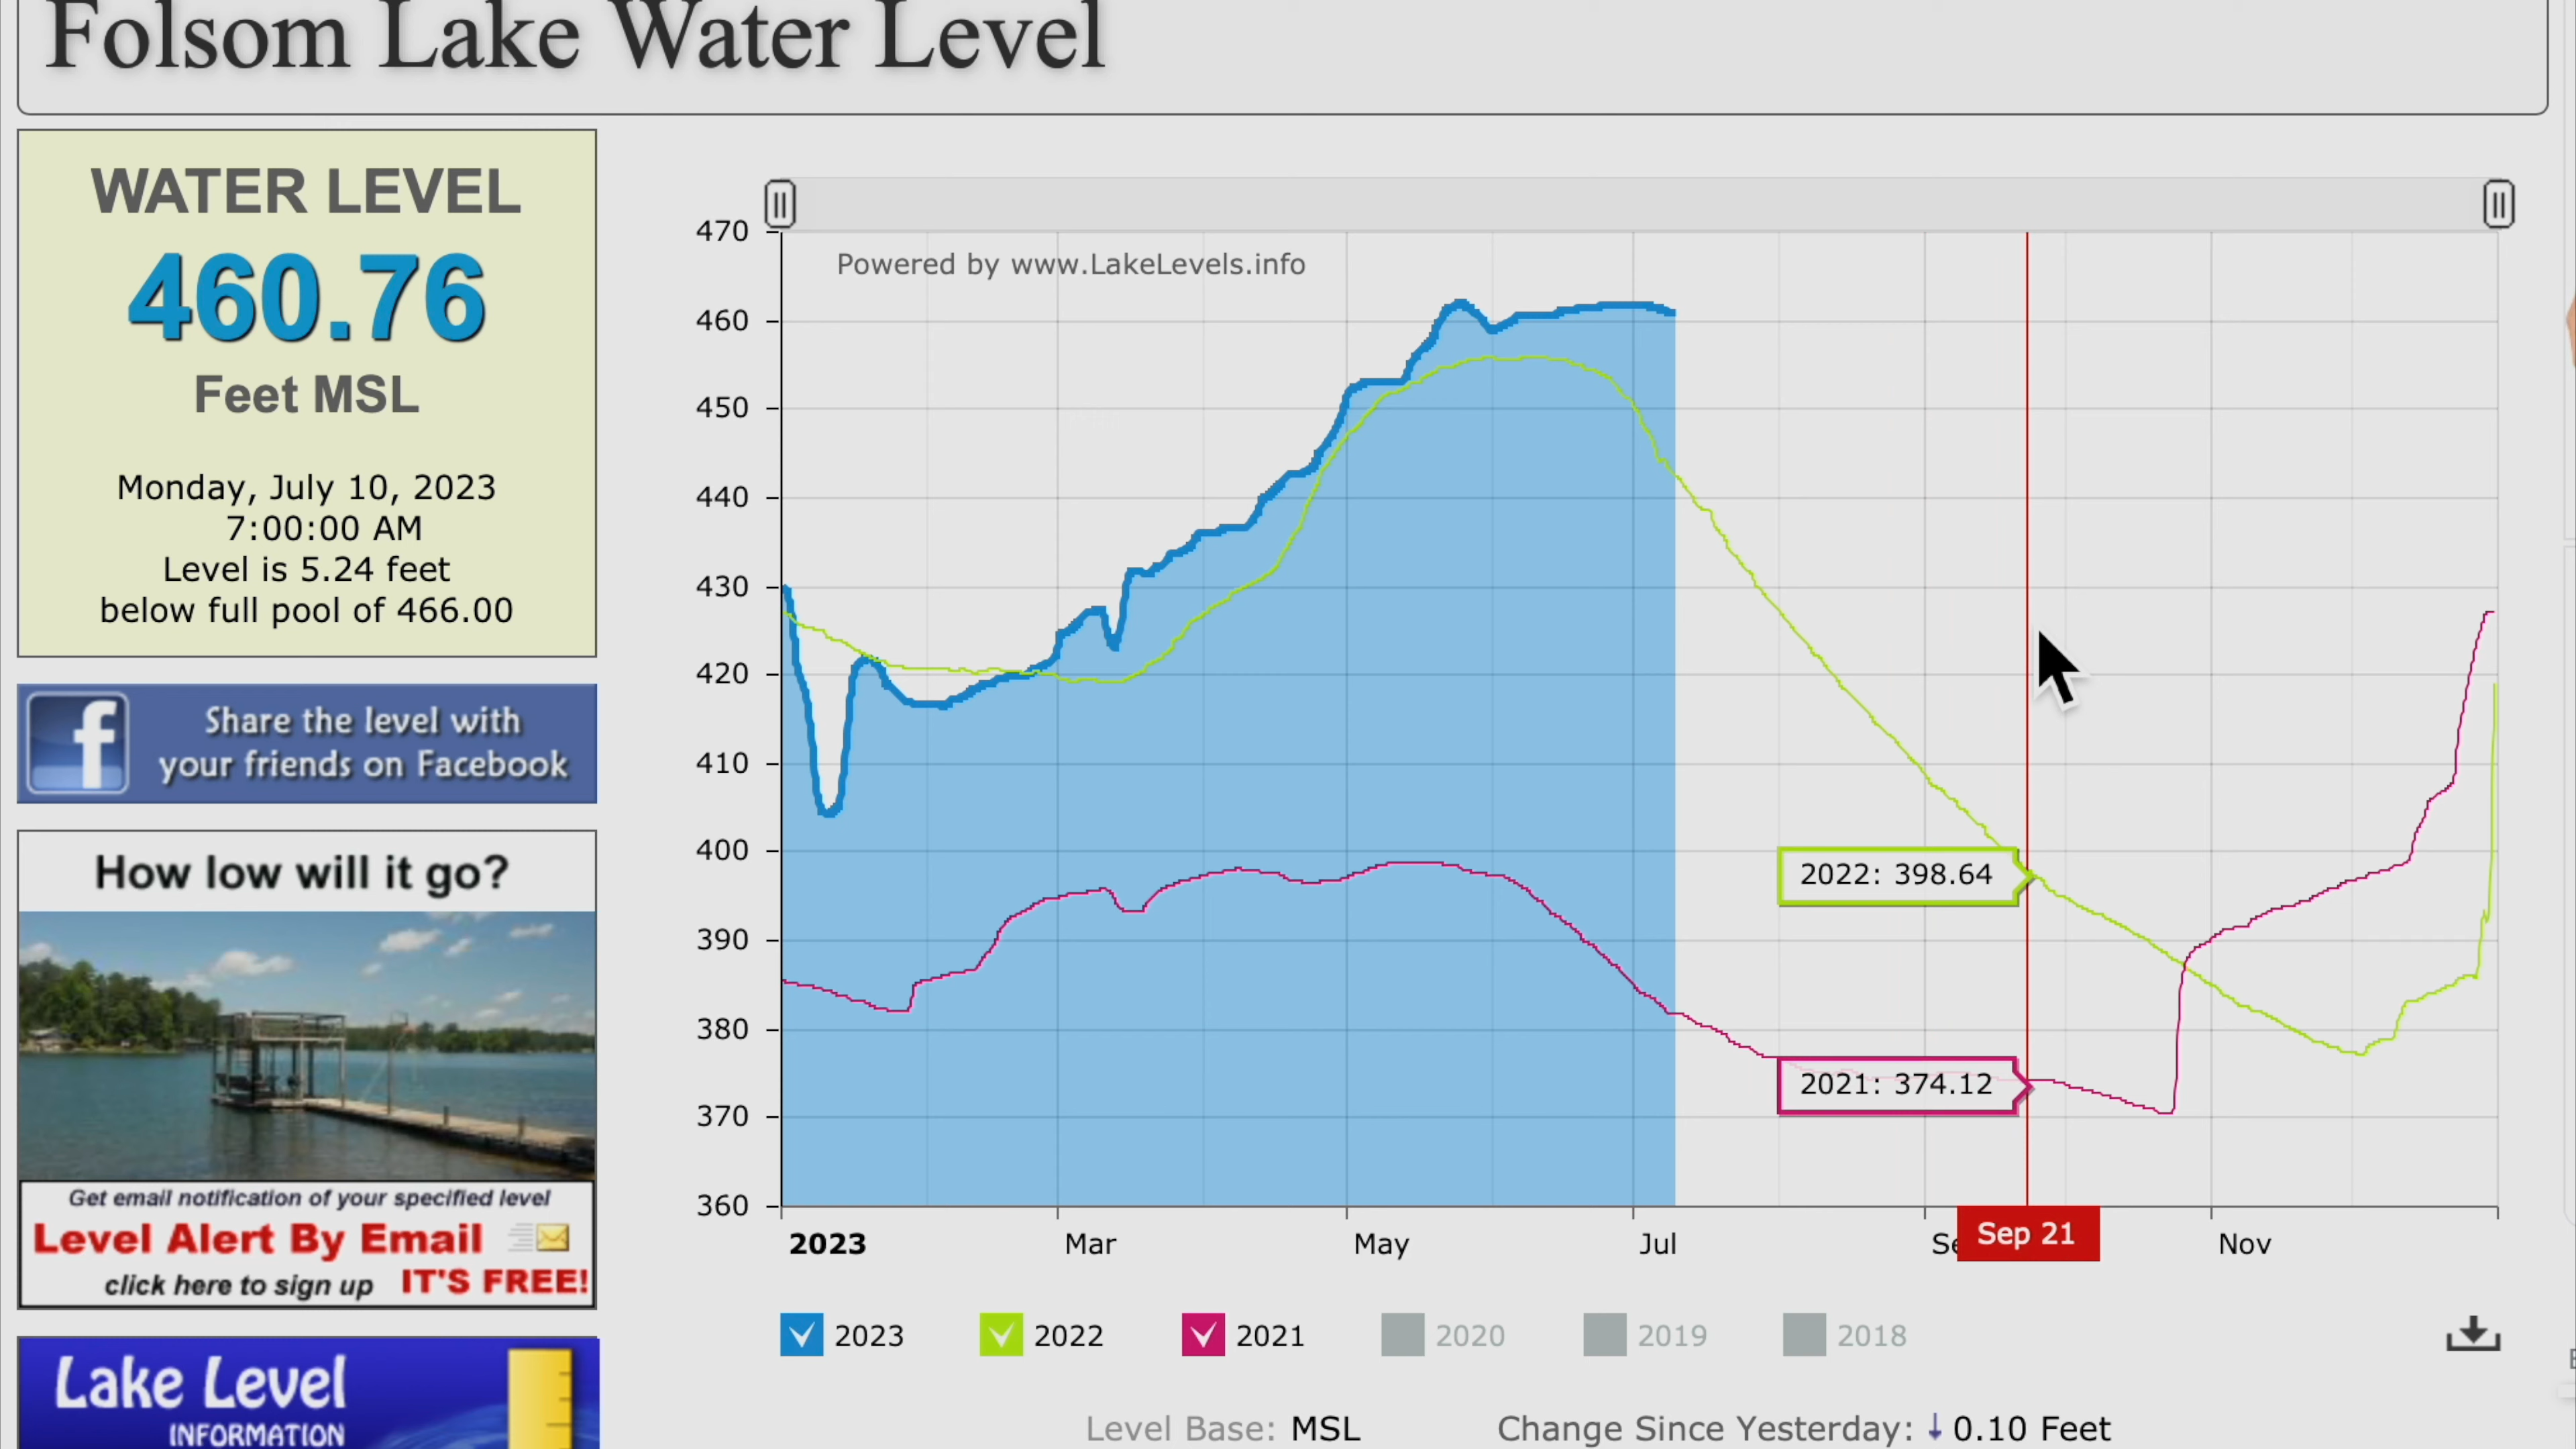 Folsom Lake Water Level
WATER LEVEL
460.76
Feet MSL
Monday, July 10, 2023
7:00:00 AM
Level is 5.24 feet
below full pool of 466.00
Share the level with
your friends on Facebook
How low will it go?
Get email notification of your specified level
Level Alert By Email
click here to sign up IT'S FREE!
Lake Level
INFORMATION
Powered by www.LakeLevels.info
470
460
450
440
430
420
410
400
390
380
370
360
2022: 398.64
2021: 374.12
2023 Mar May Jul Sep 21 Nov
2023 2022 2021 2020 2019 2018
Level Base: MSL Change Since Yesterday: 0.10 Feet